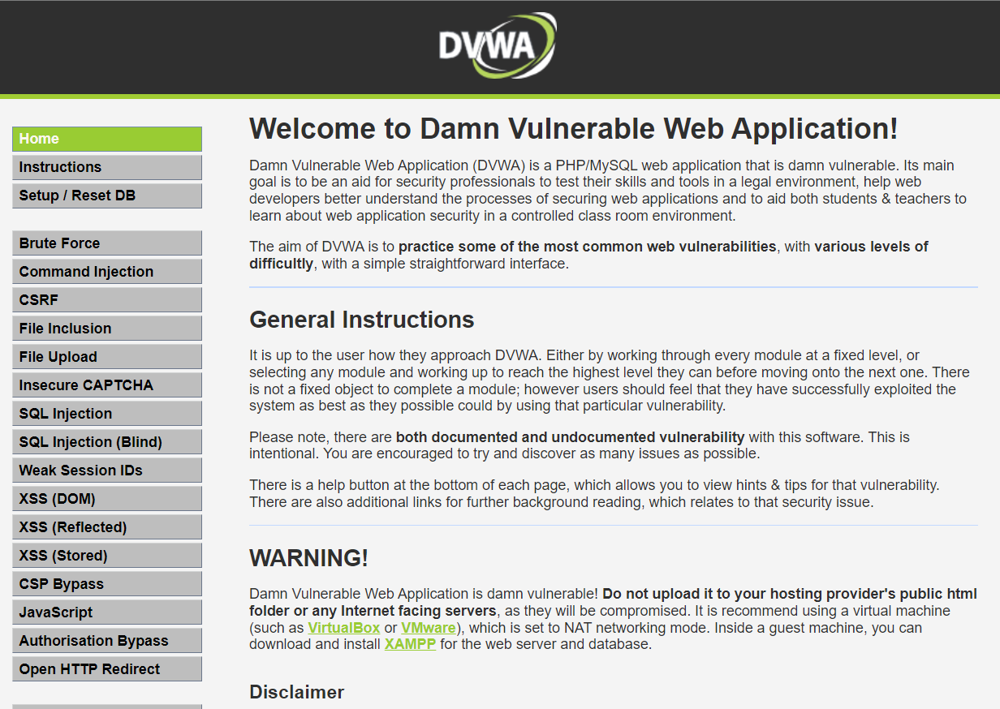 DVWA
Home
Instructions
Setup / Reset DB
Brute Force
Command Injection
CSRF
File Inclusion
File Upload
Insecure CAPTCHA
SQL Injection
SQL Injection (Blind)
Weak Session IDs
XSS (DOM)
XSS (Reflected)
XSS (Stored)
CSP Bypass
JavaScript
Authorisation Bypass
Open HTTP Redirect
Welcome to Damn Vulnerable Web Application!
Damn Vulnerable Web Application (DVWA) is a PHP/MySQL web application that is damn vulnerable. Its main
goal is to be an aid for security professionals to test their skills and tools in a legal environment, help web
developers better understand the processes of securing web applications and to aid both students & teachers to
learn about web application security in a controlled class room environment.
The aim of DVWA is to practice some of the most common web vulnerabilities, with various levels of
difficultly, with a simple straightforward interface.
General Instructions
It is up to the user how they approach DVWA. Either by working through every module at a fixed level, or
selecting any module and working up to reach the highest level they can before moving onto the next one. There
is not a fixed object to complete a module; however users should feel that they have successfully exploited the
system as best as they possible could by using that particular vulnerability.
Please note, there are both documented and undocumented vulnerability with this software. This is
intentional. You are encouraged to try and discover as many issues as possible.
There is a help button at the bottom of each page, which allows you to view hints & tips for that vulnerability.
There are also additional links for further background reading, which relates to that security issue.
WARNING!
Damn Vulnerable Web Application is damn vulnerable! Do not upload it to your hosting provider's public html
folder or any Internet facing servers, as they will be compromised. It is recommend using a virtual machine
(such as VirtualBox or VMware), which is set to NAT networking mode. Inside a guest machine, you can
download and install XAMPP for the web server and database.
Disclaimer